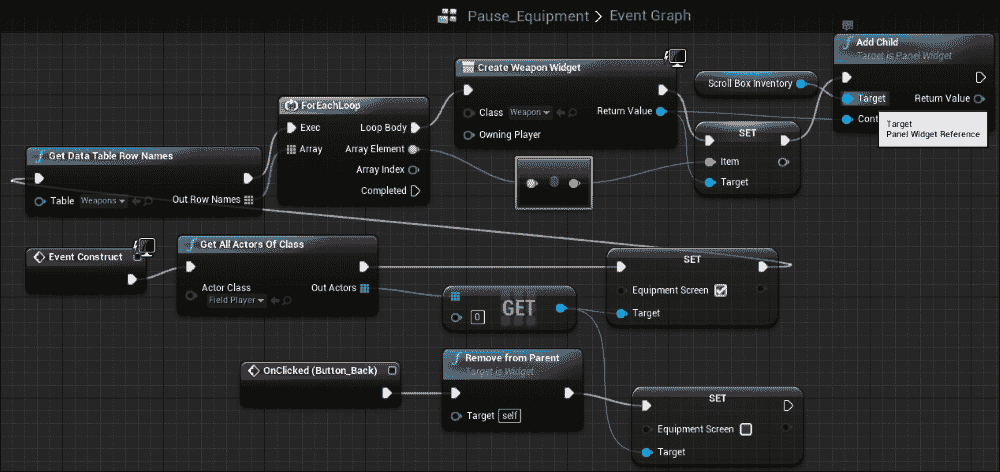 Pause_Equipment > Event Graph
Add Child
Target is Panel Widget
Target
Return Value
Cont
Target
Panel Widget Reference
Scroll Box Inventory
Create Weapon Widget
Class Weapon
Return Value
Owning Player
SET
Item
Target
ForEachLoop
Exec
Loop Body
Array
Array Element
Array Index
Completed
Get Data Table Row Names
Table Weapons
Out Row Names
Event Construct
Get All Actors Of Class
Actor Class
Field Player
Out Actors
0
GET
SET
Equipment Screen
Target
OnClicked (Button_Back)
Remove from Parent
Target is Widget
Target self
SET
Equipment Screen
Target